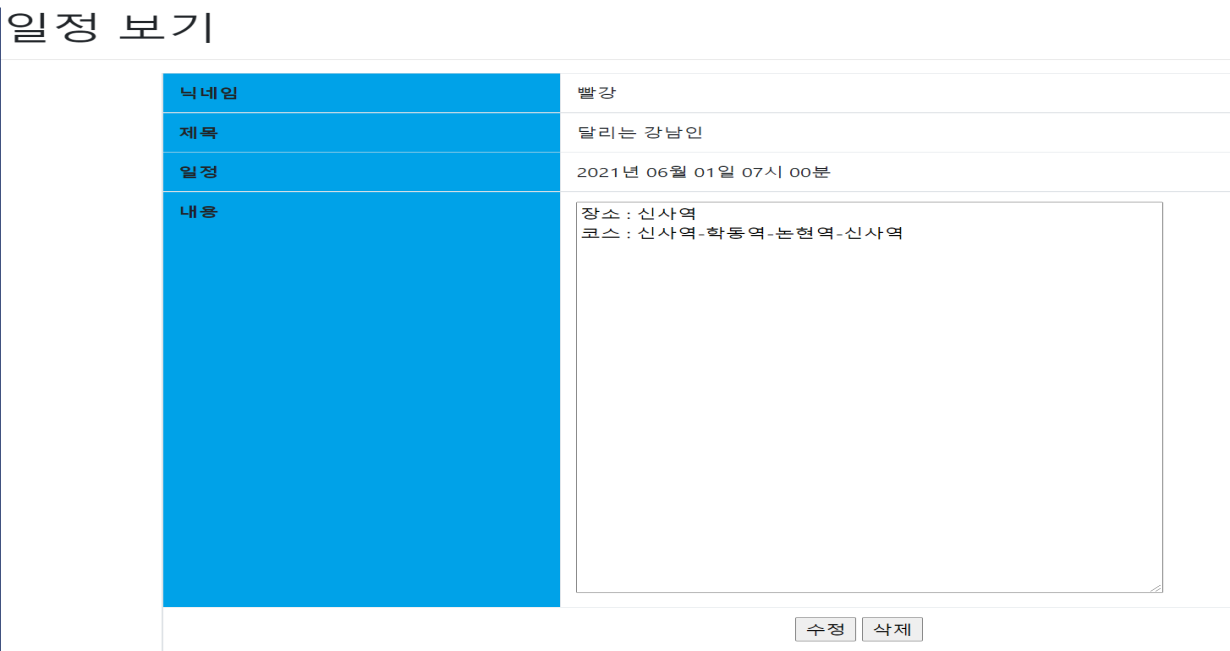 일정 보기
닉네임 빨강
제목 달리는 강남인
일정 2021년 06월 01일 07시 00분
내용 장소 : 신사역
코스 : 신사역-학동역-논현역-신사역
수정 삭제